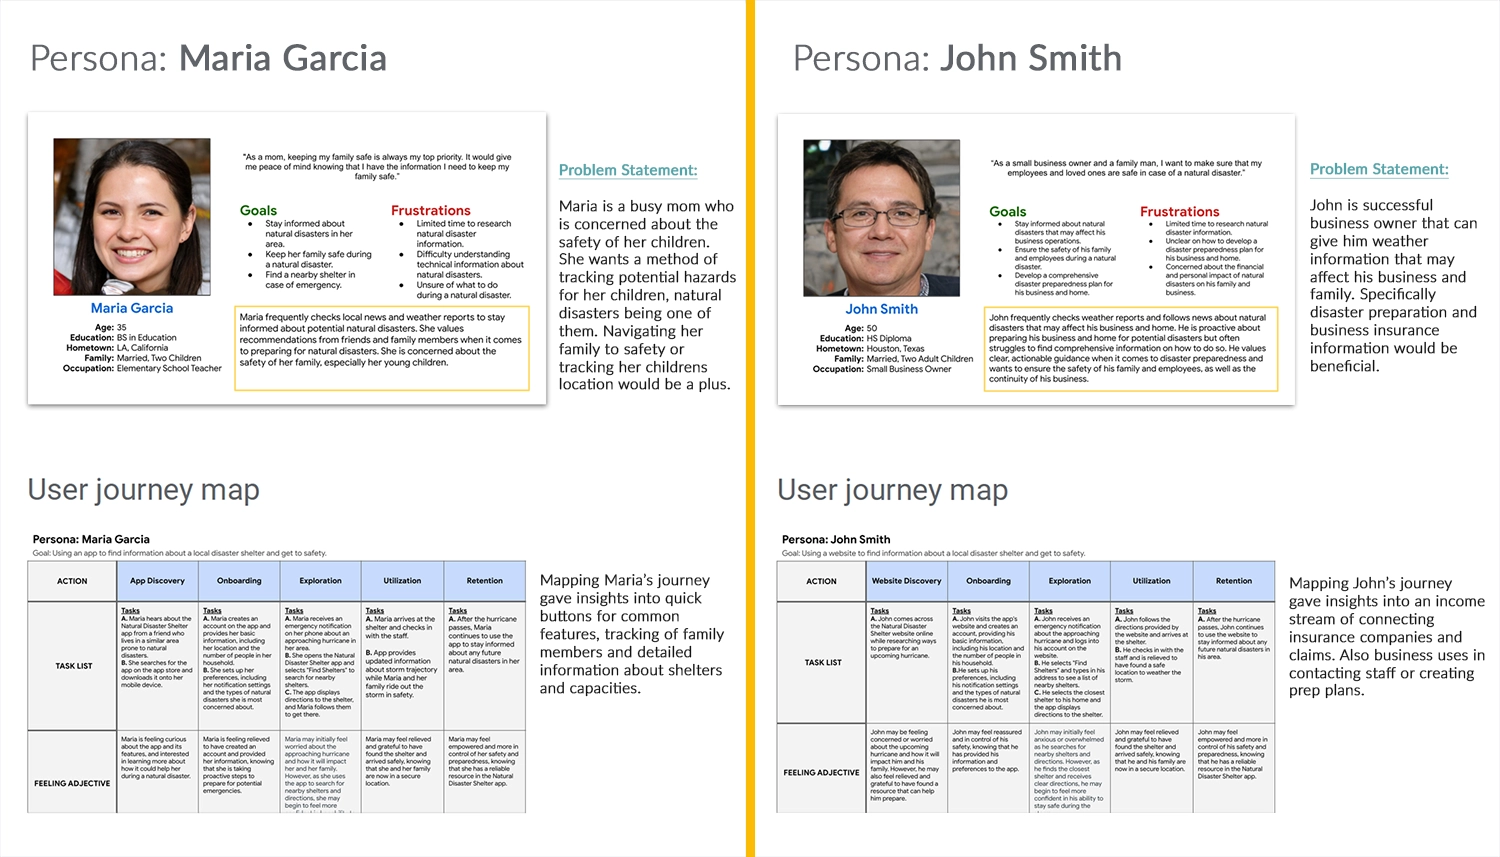 Persona: Maria Garcia
"As a mom, keeping my family safe is always my top priority. It would give
me peace of mind knowing that I have the information I need to keep my
family safe."
Goals
● Stay informed about
natural disasters in her
area.
● Keep her family safe during
a natural disaster.
● Find a nearby shelter in
case of emergency.
Frustrations
● Limited time to research
natural disaster
information.
● Difficulty understanding
technical information about
natural disasters.
● Unsure of what to do
during a natural disaster.
Maria Garcia
Age: 35
Education: BS in Education
Hometown: LA, California
Family: Married, Two Children
Occupation: Elementary School Teacher
Maria frequently checks local news and weather reports to stay
informed about potential natural disasters. She values
recommendations from friends and family members when it comes
to preparing for natural disasters. She is concerned about the
safety of her family, especially her young children.
Problem Statement:
Maria is a busy mom who
is concerned about the
safety of her children.
She wants a method of
tracking potential hazards
for her children, natural
disasters being one of
them. Navigating her
family to safety or
tracking her childrens
location would be a plus.
User journey map
Persona: Maria Garcia
Goal: Using an app to find information about a local disaster shelter and get to safety.
ACTION
App Discovery
Onboarding
Exploration
Utilization
Retention
TASK LIST
Tasks
A. Maria hears about the
Natural Disaster Shelter
app from a friend who
lives in a similar area
prone to natural
disasters.
B. She searches for the
app on the app store and
downloads it onto her
mobile device.
Tasks
A. Maria creates an
account on the app and
provides her basic
information, including
her location and the
number of people in her
household.
B. She sets up her
preferences, including
her notification settings
and the types of natural
disasters she is most
concerned about.
Tasks
A. Maria receives an
emergency notification
on her phone about an
approaching hurricane in
her area.
B. She opens the Natural
Disaster Shelter app and
selects "Find Shelters" to
search for nearby
shelters.
C. The app displays
directions to the shelter,
and Maria follows them
to get there.
Tasks
A. Maria arrives at the
shelter and checks in
with the staff.
B. App provides
updated information
about storm trajectory
while Maria and her
family ride out the
storm in safety.
Tasks
A. After the hurricane
passes, Maria
continues to use the
app to stay informed
about any future
natural disasters in her
area.
FEELING ADJECTIVE
Maria is feeling curious
about the app and its
features, and interested
in learning more about
how it could help her
during a natural disaster.
Maria is feeling relieved
to have created an
account and provided
her information, knowing
that she is taking
proactive steps to
prepare for potential
emergencies.
Maria may initially feel
worried about the
approaching hurricane
and how it will impact
her and her family.
However, as she uses
the app to search for
nearby shelters and
directions, she may
begin to feel more
Maria may feel relieved
and grateful to have
found the shelter and
arrived safely, knowing
that she and her family
are now in a secure
location.
Maria may feel
empowered and more in
control of her safety and
preparedness, knowing
that she has a reliable
resource in the Natural
Disaster Shelter app.
Mapping Maria's journey
gave insights into quick
buttons for common
features, tracking of family
members and detailed
information about shelters
and capacities.
Persona: John Smith
"As a small business owner and a family man, I want to make sure that my
employees and loved ones are safe in case of a natural disaster."
Goals
● Stay informed about natural
disasters that may affect his
business operations.
● Ensure the safety of his family
and employees during a natural
disaster.
● Develop a comprehensive
disaster preparedness plan for
his business and home.
Frustrations
● Limited time to research natural
disaster information.
● Unclear on how to develop a
disaster preparedness plan for
his business and home.
● Concerned about the financial
and personal impact of natural
disasters on his family and
business.
John Smith
Age: 50
Education: HS Diploma
Hometown: Houston, Texas
Family: Married, Two Adult Children
Occupation: Small Business Owner
John frequently checks weather reports and follows news about natural
disasters that may affect his business and home. He is proactive about
preparing his business and home for potential disasters but often
struggles to find comprehensive information on how to do so. He values
clear, actionable guidance when it comes to disaster preparedness and
wants to ensure the safety of his family and employees, as well as the
continuity of his business.
Problem Statement:
John is successful
business owner that can
give him weather
information that may
affect his business and
family. Specifically
disaster preparation and
business insurance
information would be
beneficial.
User journey map
Persona: John Smith
Goal: Using a website to find information about a local disaster shelter and get to safety.
ACTION
Website Discovery
Onboarding
Exploration
Utilization
Retention
TASK LIST
Tasks
A. John comes across
the Natural Disaster
Shelter website online
while researching ways
to prepare for an
upcoming hurricane.
Tasks
A. John visits the app's
website and creates an
account, providing his
basic information,
including his location and
the number of people in
his household.
B.He sets up his
preferences, including
his notification settings
and the types of natural
disasters he is most
concerned about.
Tasks
A. John receives an
emergency notification
about the approaching
hurricane and logs into
his account on the
website.
B. He selects "Find
Shelters" and types in his
address to see a list of
nearby shelters.
C. He selects the closest
shelter to his home and
the app displays
directions to the shelter.
Tasks
A. John follows the
directions provided by
the website and arrives at
the shelter.
B. He checks in with the
staff and is relieved to
have found a safe
location to weather the
storm.
Tasks
A. After the hurricane
passes, John continues
to use the website to
stay informed about any
future natural disasters in
his area.
FEELING ADJECTIVE
John may be feeling
concerned or worried
about the upcoming
hurricane and how it will
impact him and his
family. However, he may
also feel relieved and
grateful to have found a
resource that can help
him prepare.
John may feel reassured
and in control of his
safety, knowing that he
has provided his
information and
preferences to the app.
John may initially feel
anxious or overwhelmed
as he searches for
nearby shelters and
directions. However, as
he finds the closest
shelter and receives
clear directions, he may
begin to feel more
confident in his ability to
stay safe during the
John may feel relieved
and grateful to have
found the shelter and
arrived safely, knowing
that he and his family are
now in a secure location.
John may feel
empowered and more in
control of his safety and
preparedness, knowing
that he has a reliable
resource in the Natural
Disaster Shelter app.
Mapping John's journey
gave insights into an income
stream of connecting
insurance companies and
claims. Also business uses in
contacting staff or creating
prep plans.